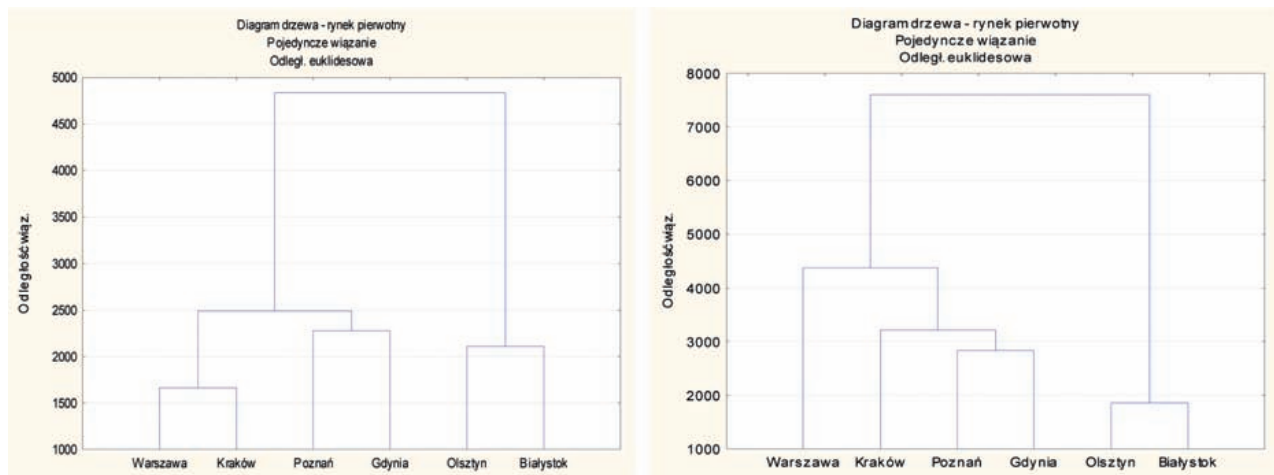 Diagram drzewa - rynek pierwotny
Pojedyncze wiązanie
Odległ. euklidesowa
5000
4500
4000
3500
3000
2500
2000
1500
1000
Odległość wiąz.
Warszawa Kraków Poznań Gdynia Olsztyn Białystok
Diagram drzewa - rynek pierwotny
Pojedyncze wiązanie
Odległ. euklidesowa
8000
7000
6000
5000
4000
3000
2000
1000
Odległość wiąz.
Warszawa Kraków Poznań Gdynia Olsztyn Białystok